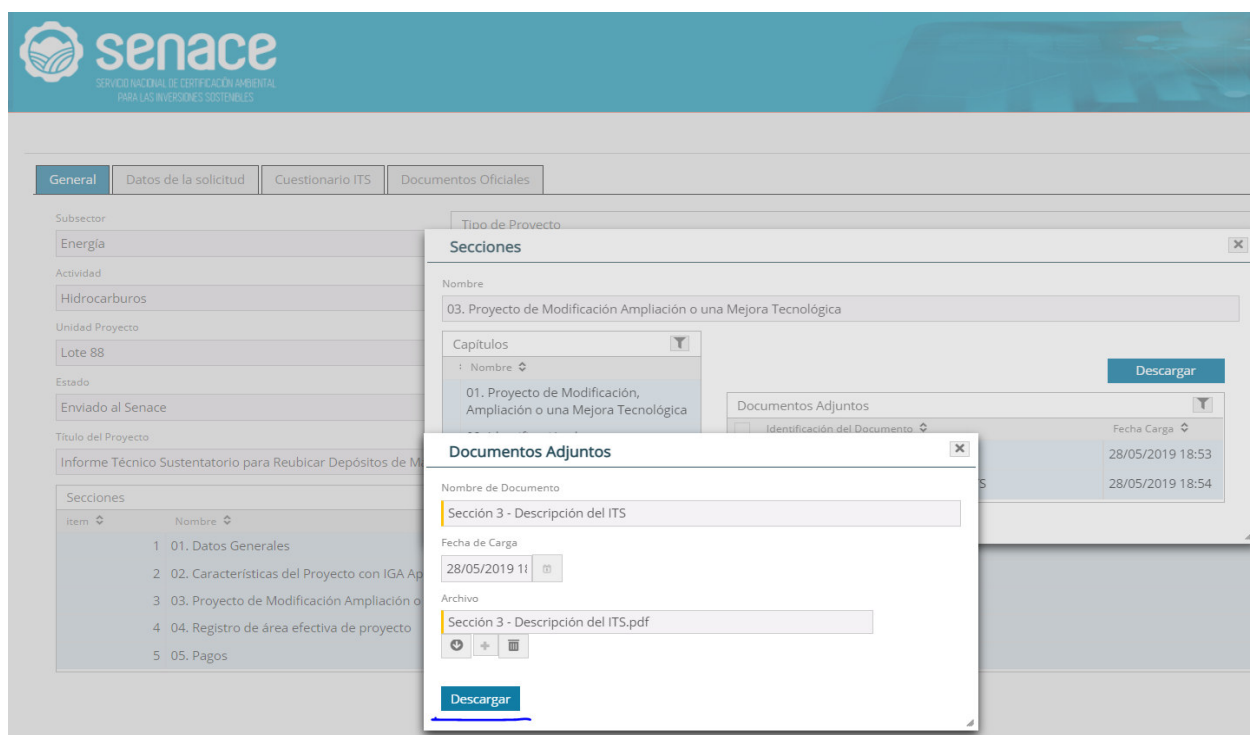 senace
SERVICIO NACIONAL DE CERTIFICACIÓN AMBIENTAL
PARA LAS INVERSIONES SOSTENIBLES
General
Datos de la solicitud
Cuestionario ITS
Documentos Oficiales
Subsector
Energía
Actividad
Hidrocarburos
Unidad Proyecto
Lote 88
Estado
Enviado al Senace
Título del Proyecto
Informe Técnico Sustentatorio para Reubicar Depósitos de
Secciones
item
Nombre
1 01. Datos Generales
2 02. Características del Proyecto con IGA Ap
3 03. Proyecto de Modificación Ampliación o
4 04. Registro de área efectiva de proyecto
5 05. Pagos
Tipo de Proyecto
Secciones
Nombre
03. Proyecto de Modificación Ampliación o una Mejora Tecnológica
Capítulos
Nombre
01. Proyecto de Modificación,
Ampliación o una Mejora Tecnológica
Descargar
Documentos Adjuntos
Identificación del Documento
Fecha Carga
28/05/2019 18:53
28/05/2019 18:54
Documentos Adjuntos
Nombre de Documento
Sección 3 - Descripción del ITS
Fecha de Carga
28/05/2019 18
Archivo
Sección 3 - Descripción del ITS.pdf
Descargar